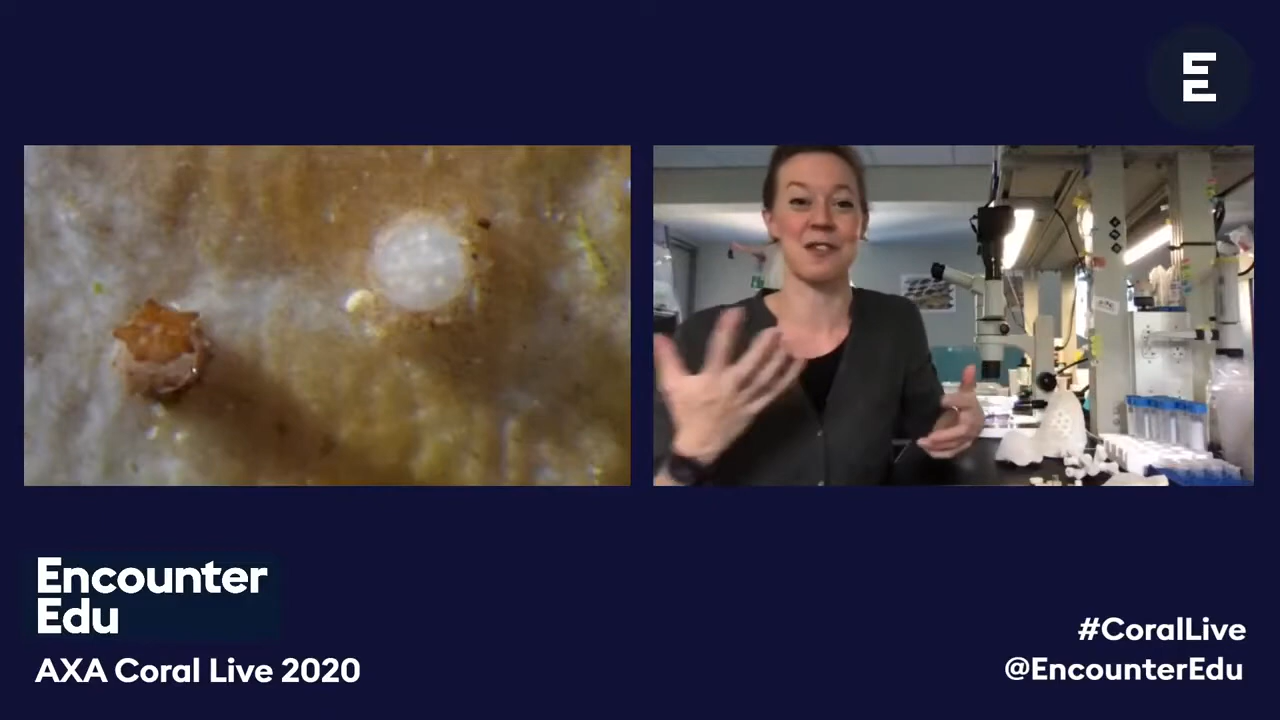 E
Encounter
Edu
AXA Coral Live 2020
#CoralLive
@EncounterEdu